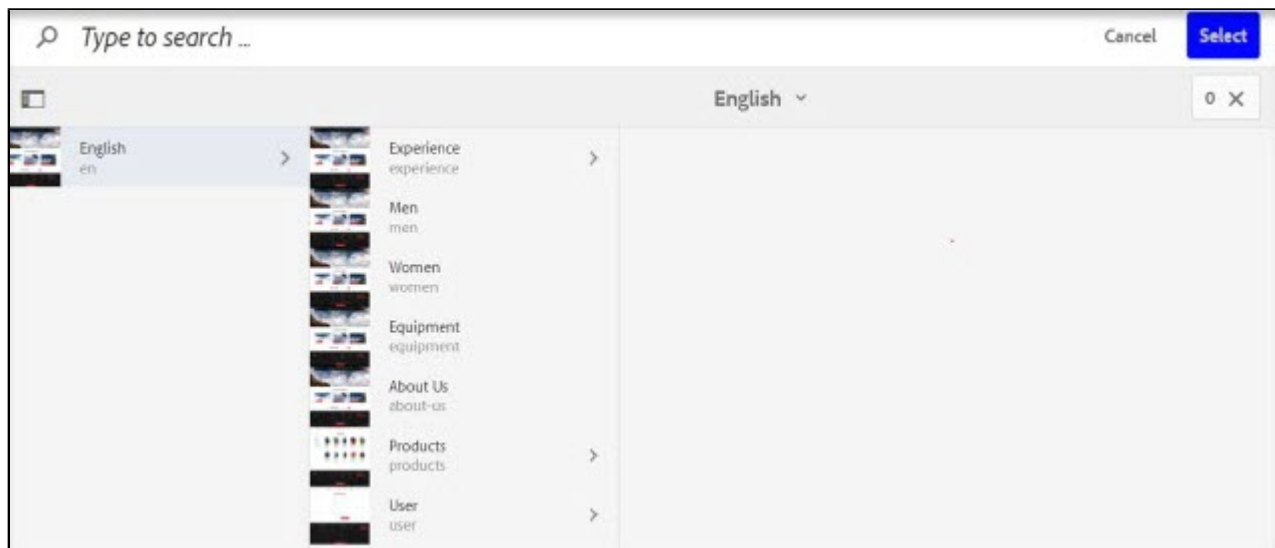 Type to search ...
Cancel
Select
English
0
English
en
Experience
experience
Men
men
Women
women
Equipment
equipment
About Us
about-us
Products
products
User
user